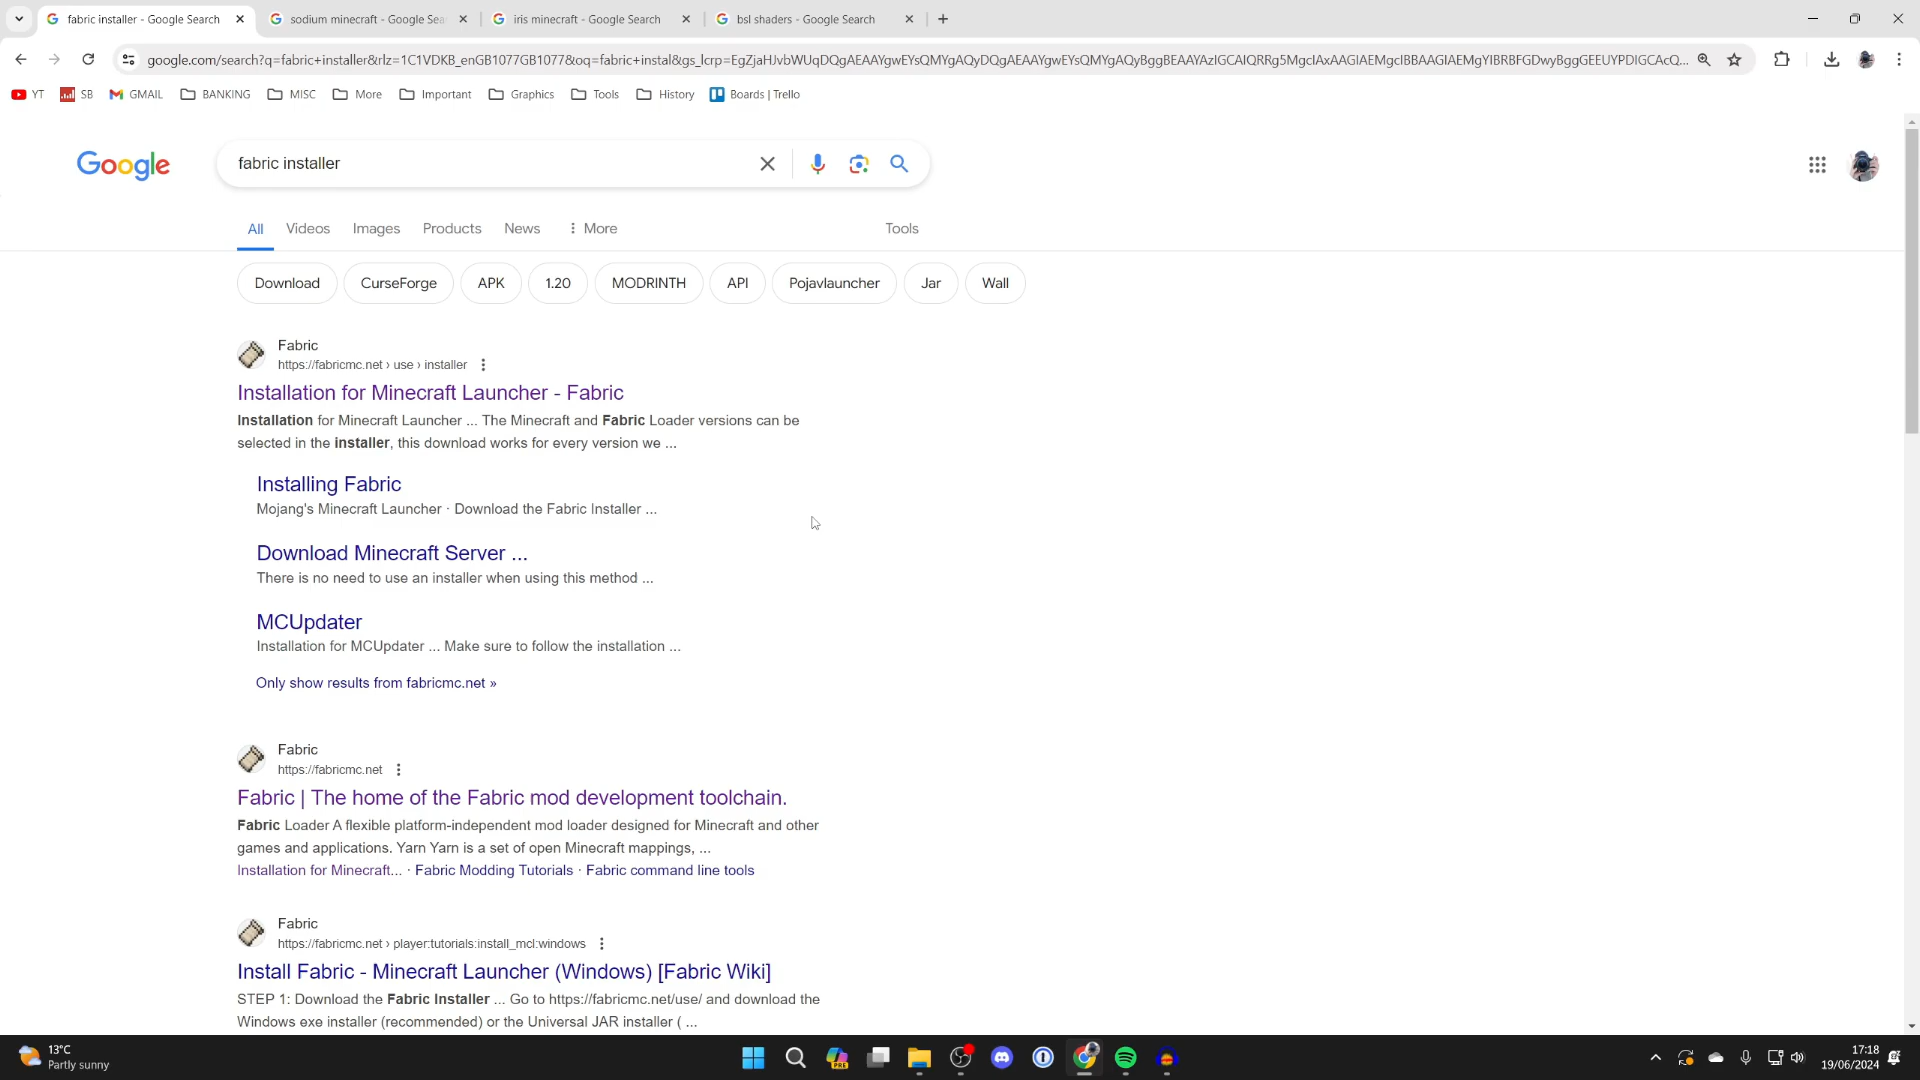 fabric installer - Google Search
sodium minecraft - Google Sea
iris minecraft - Google Search
bsl shaders - Google Search
google.com/search?q=fabric+installer&rlz=1C1VDKB_enGB1077GB1077&oq=fabric+instal&gs_lcrp=EgZjaHJvbWUqDQgAEAAYgwEYsQMYgAQyDQgAEAAYgwEYsQMYgAQyBggBEAAYAzIGCAIQRRg5MgcIAxAAGIAEMgcIBBAAGIAEMgYIBRBFGDwyBggGEEUYPDIGCAcQ...
YT
SB
GMAIL
BANKING
MISC
More
Important
Graphics
Tools
History
Boards | Trello
Google
fabric installer
All
Videos
Images
Products
News
More
Tools
Download
CurseForge
APK
1.20
MODRINTH
API
Pojavlauncher
Jar
Wall
Fabric
https://fabricmc.net › use › installer
Installation for Minecraft Launcher - Fabric
Installation for Minecraft Launcher ... The Minecraft and Fabric Loader versions can be
selected in the installer, this download works for every version we ...
Installing Fabric
Mojang's Minecraft Launcher · Download the Fabric Installer ...
Download Minecraft Server ...
There is no need to use an installer when using this method ...
MCUpdater
Installation for MCUpdater ... Make sure to follow the installation ...
Only show results from fabricmc.net »
Fabric
https://fabricmc.net
Fabric | The home of the Fabric mod development toolchain.
Fabric Loader A flexible platform-independent mod loader designed for Minecraft and other
games and applications. Yarn Yarn is a set of open Minecraft mappings, ...
Installation for Minecraft... · Fabric Modding Tutorials · Fabric command line tools
Fabric
https://fabricmc.net › player:tutorials:install_mcl:windows
Install Fabric - Minecraft Launcher (Windows) [Fabric Wiki]
STEP 1: Download the Fabric Installer ... Go to https://fabricmc.net/use/ and download the
Windows exe installer (recommended) or the Universal JAR installer ( ...
13°C
Partly sunny
PRE
17:18
19/06/2024